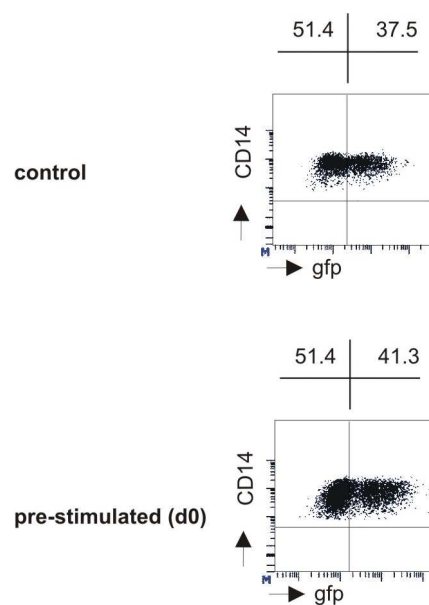 51.4 37.5
CD14
control
M
gfp
51.4 41.3
CD14
pre-stimulated (d0)
M
gfp